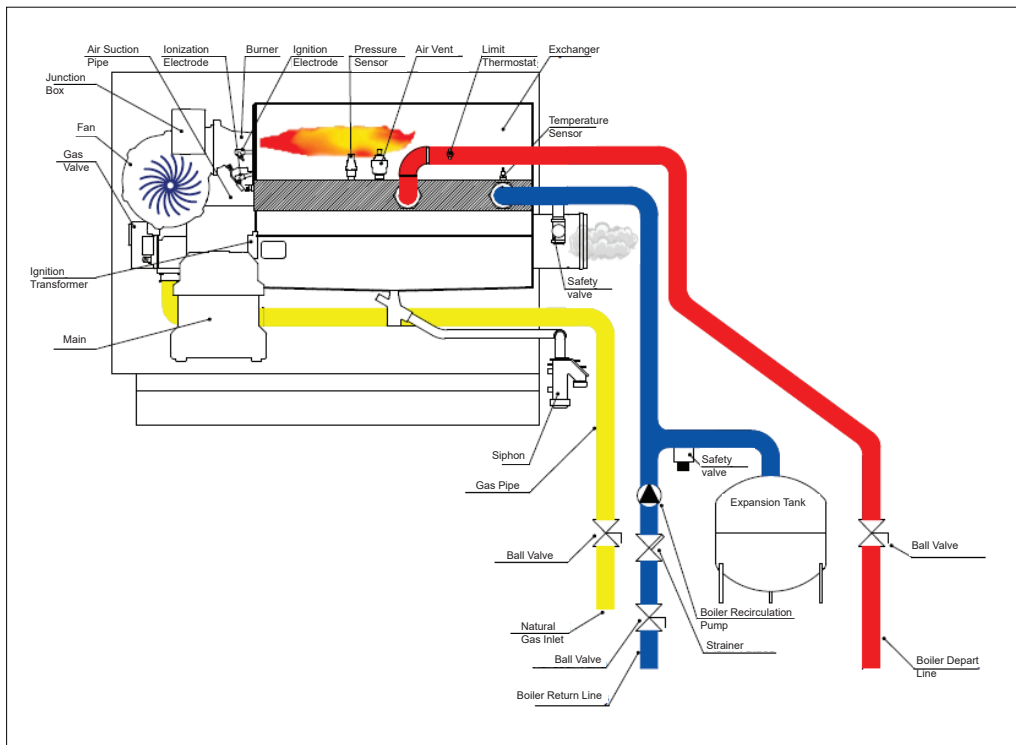 Air Suction
Pipe
Ionization
Electrode
Burner
Ignition
Electrode
Pressure
Sensor
Air Vent
Limit
Thermostat
Exchanger
Junction
Box
Fan
Gas
Valve
Temperature
Sensor
Ignition
Transformer
Safety
valve
Main
Siphon
Gas Pipe
Safety
valve
Expansion Tank
Ball Valve
Ball Valve
Natural
Gas Inlet
Boiler Recirculation
Pump
Strainer
Ball Valve
Boiler Return Line
Boiler Depart
Line